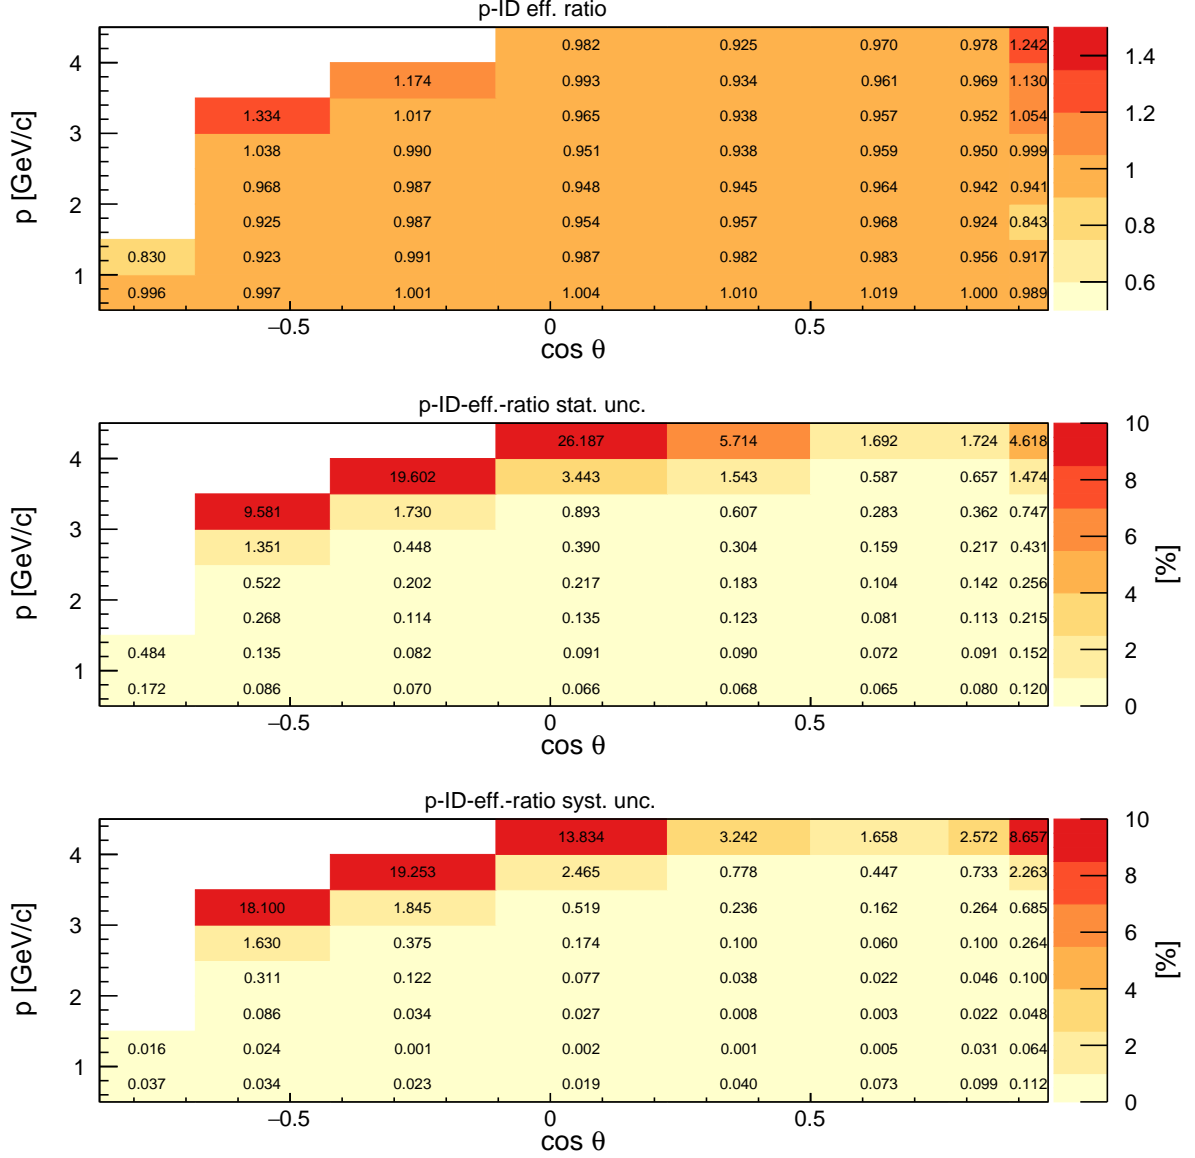 p-ID eff. ratio
0.982 0.925 0.970 0.978 1.242
1.174 0.993 0.934 0.961 0.969 1.130
1.334 1.017 0.965 0.938 0.957 0.952 1.054
1.038 0.990 0.951 0.938 0.959 0.950 0.999
0.968 0.987 0.948 0.945 0.964 0.942 0.941
0.925 0.987 0.954 0.957 0.968 0.924 0.843
0.830 0.923 0.991 0.987 0.982 0.983 0.956 0.917
0.996 0.997 1.001 1.004 1.010 1.019 1.000 0.989
4
3
2
1
p [GeV/c]
−0.5 0 0.5
cos θ
1.4
1.2
1
0.8
0.6
p-ID-eff.-ratio stat. unc.
26.187 5.714 1.692 1.724 4.618
19.602 3.443 1.543 0.587 0.657 1.474
9.581 1.730 0.893 0.607 0.283 0.362 0.747
1.351 0.448 0.390 0.304 0.159 0.217 0.431
0.522 0.202 0.217 0.183 0.104 0.142 0.256
0.268 0.114 0.135 0.123 0.081 0.113 0.215
0.484 0.135 0.082 0.091 0.090 0.072 0.091 0.152
0.172 0.086 0.070 0.066 0.068 0.065 0.080 0.120
4
3
2
1
p [GeV/c]
−0.5 0 0.5
cos θ
10
8
6
4
2
0
[%]
p-ID-eff.-ratio syst. unc.
13.834 3.242 1.658 2.572 8.657
19.253 2.465 0.778 0.447 0.733 2.263
18.100 1.845 0.519 0.236 0.162 0.264 0.685
1.630 0.375 0.174 0.100 0.060 0.100 0.264
0.311 0.122 0.077 0.038 0.022 0.046 0.100
0.086 0.034 0.027 0.008 0.003 0.022 0.048
0.016 0.024 0.001 0.002 0.001 0.005 0.031 0.064
0.037 0.034 0.023 0.019 0.040 0.073 0.099 0.112
4
3
2
1
p [GeV/c]
−0.5 0 0.5
cos θ
10
8
6
4
2
0
[%]